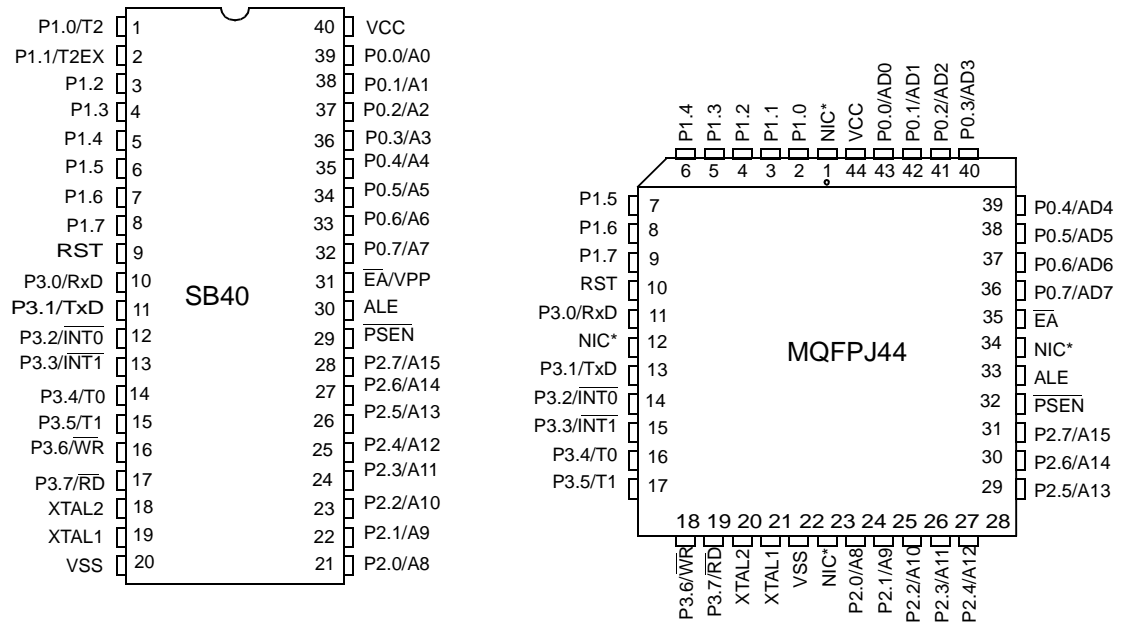 P1.0/T2 1 40 VCC
P1.1/T2EX 2 39 P0.0/A0
P1.2 3 38 P0.1/A1
P1.3 4 37 P0.2/A2
P1.4 5 36 P0.3/A3
P1.5 6 35 P0.4/A4
P1.6 7 34 P0.5/A5
P1.7 8 33 P0.6/A6
RST 9 32 P0.7/A7
P3.0/RxD 10 31 E̅A̅/VPP
P3.1/TxD 11 30 ALE
P3.2/I̅N̅T̅0̅ 12 29 P̅S̅E̅N̅
P3.3/I̅N̅T̅1̅ 13 28 P2.7/A15
P3.4/T0 14 27 P2.6/A14
P3.5/T1 15 26 P2.5/A13
P3.6/W̅R̅ 16 25 P2.4/A12
P3.7/R̅D̅ 17 24 P2.3/A11
XTAL2 18 23 P2.2/A10
XTAL1 19 22 P2.1/A9
VSS 20 21 P2.0/A8
SB40
P1.4 P1.3 P1.2 P1.1 P1.0 NIC* VCC P0.0/AD0 P0.1/AD1 P0.2/AD2 P0.3/AD3
6 5 4 3 2 1 44 43 42 41 40
P1.5 7 39 P0.4/AD4
P1.6 8 38 P0.5/AD5
P1.7 9 37 P0.6/AD6
RST 10 36 P0.7/AD7
P3.0/RxD 11 35 E̅A̅
NIC* 12 34 NIC*
P3.1/TxD 13 33 ALE
P3.2/I̅N̅T̅0̅ 14 32 P̅S̅E̅N̅
P3.3/I̅N̅T̅1̅ 15 31 P2.7/A15
P3.4/T0 16 30 P2.6/A14
P3.5/T1 17 29 P2.5/A13
MQFPJ44
18 19 20 21 22 23 24 25 26 27 28
P3.6/W̅R̅ P3.7/R̅D̅ XTAL2 XTAL1 VSS NIC* P2.0/A8 P2.1/A9 P2.2/A10 P2.3/A11 P2.4/A12